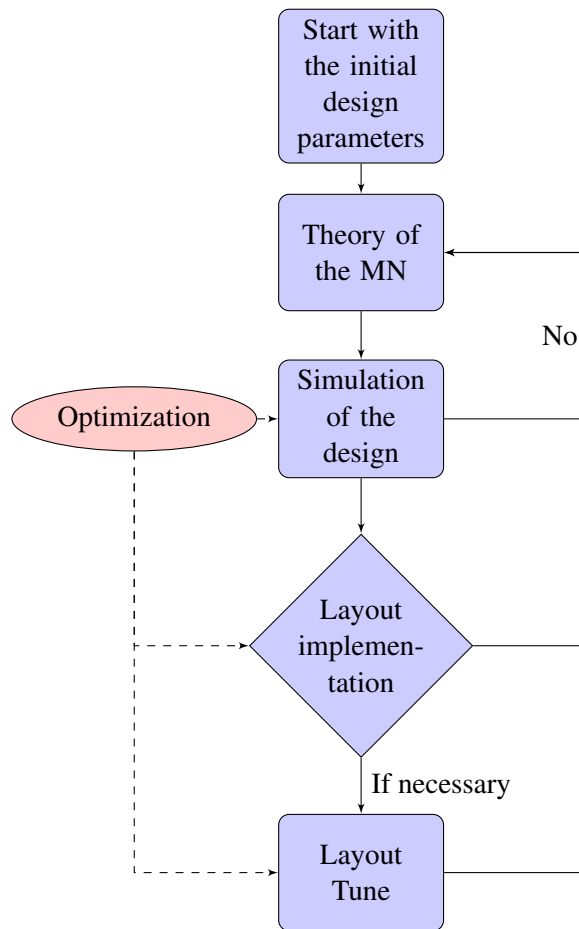 Start with
the initial
design
parameters
Theory of
the MN
No
Simulation
of the
design
Optimization
Layout
implemen-
tation
If necessary
Layout
Tune